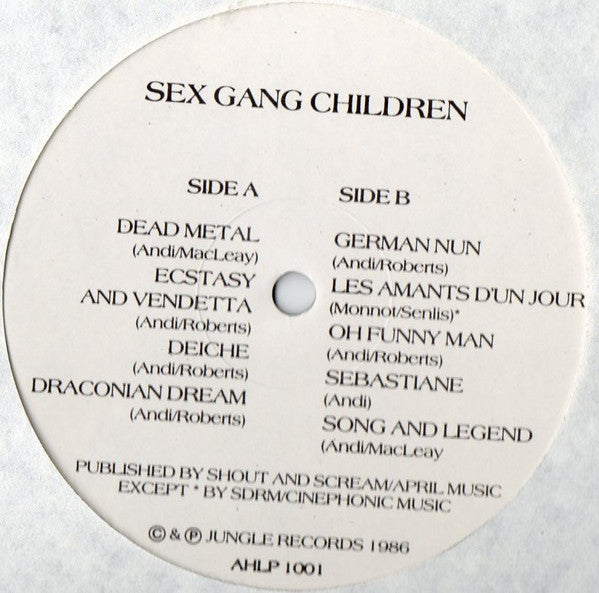 SEX GANG CHILDREN
SIDE A
DEAD METAL
(Andi/MacLeay)
ECSTASY
AND VENDETTA
(Andi/Roberts)
DEICHE
(Andi/Roberts)
DRACONIAN DREAM
(Andi/Roberts)
SIDE B
GERMAN NUN
(Andi/Roberts)
LES AMANTS D'UN JOUR
(Monnot/Senlis)*
OH FUNNY MAN
(Andi/Roberts)
SEBASTIANE
(Andi)
SONG AND LEGEND
(Andi/MacLeay
PUBLISHED BY SHOUT AND SCREAM/APRIL MUSIC
EXCEPT * BY SDRM/CINEPHONIC MUSIC
© & ℗ JUNGLE RECORDS 1986
AHLP 1001